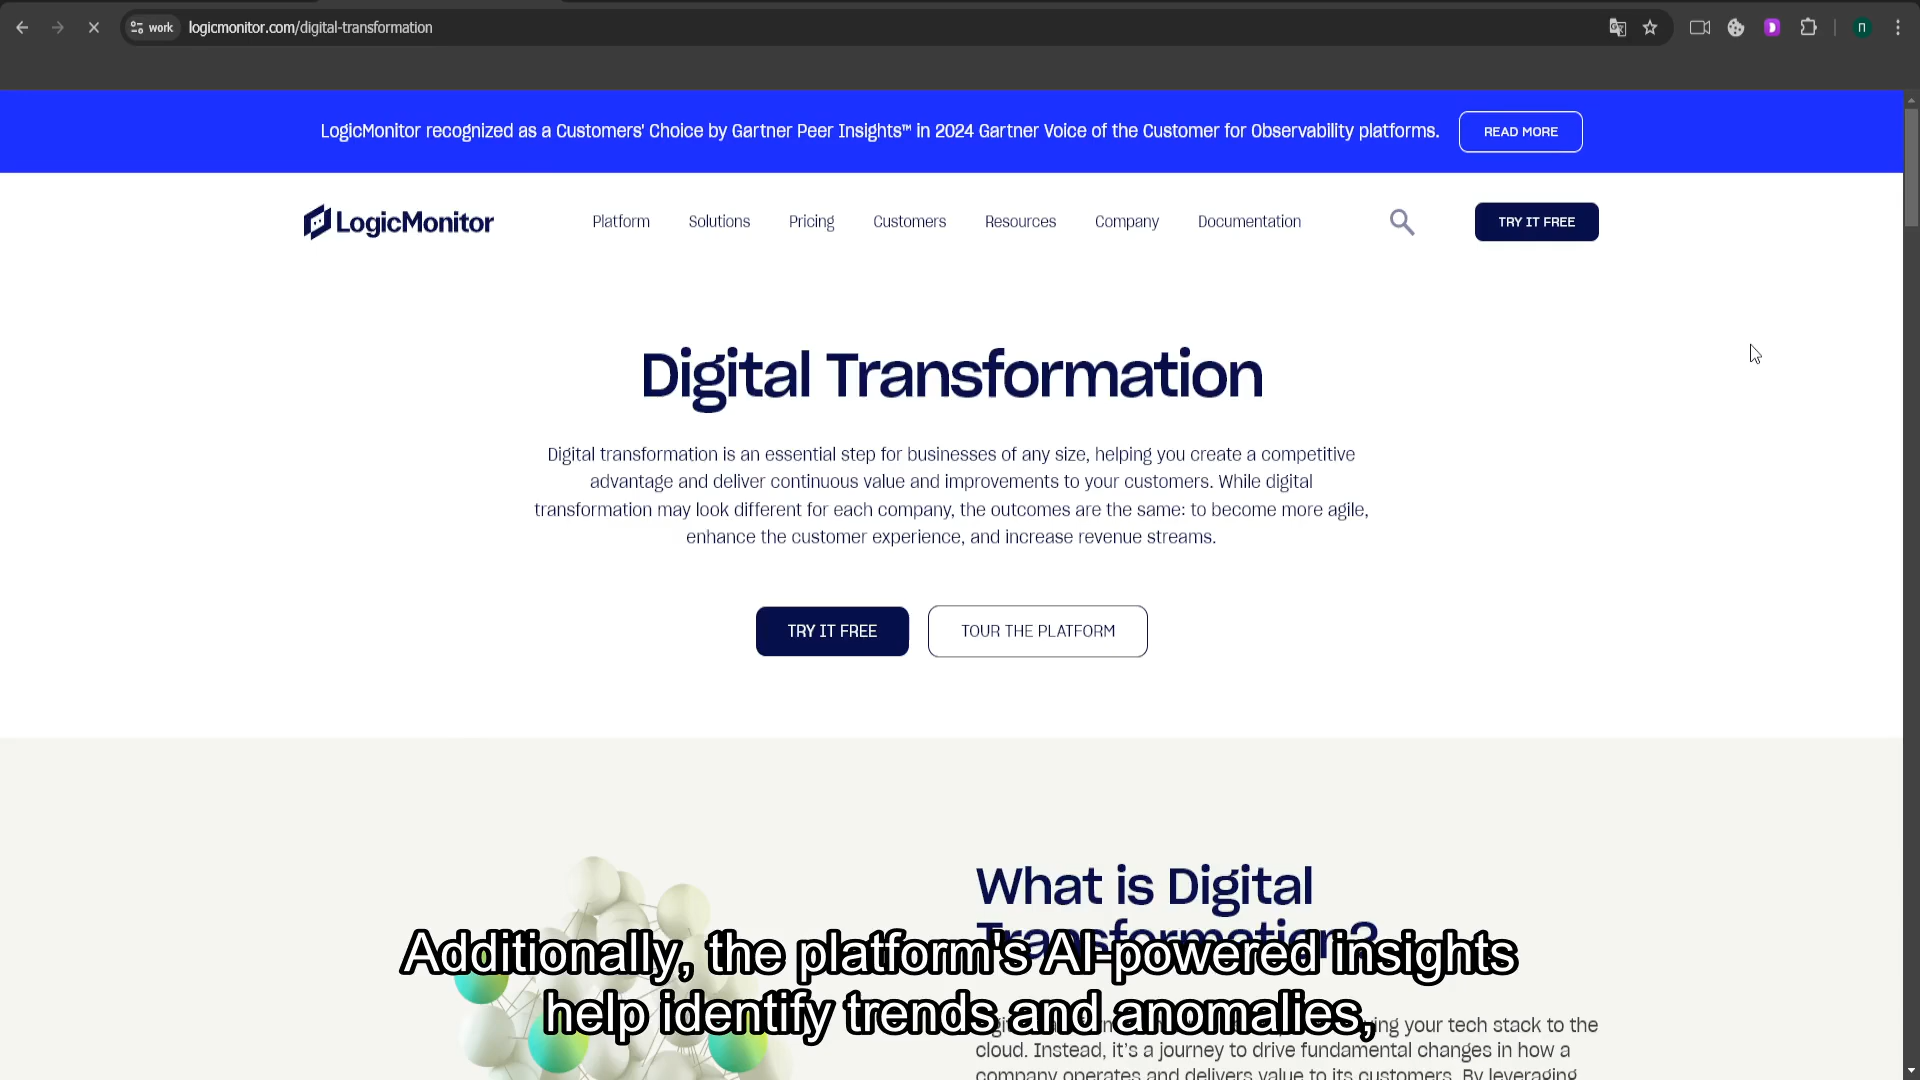 work
logicmonitor.com/digital-transformation
п
LogicMonitor recognized as a Customers' Choice by Gartner Peer Insights™ in 2024 Gartner Voice of the Customer for Observability platforms.
READ MORE
LogicMonitor
Platform
Solutions
Pricing
Customers
Resources
Company
Documentation
TRY IT FREE
Digital Transformation
Digital transformation is an essential step for businesses of any size, helping you create a competitive
advantage and deliver continuous value and improvements to your customers. While digital
transformation may look different for each company, the outcomes are the same: to become more agile,
enhance the customer experience, and increase revenue streams.
TRY IT FREE
TOUR THE PLATFORM
What is Digital
Transformation?
Additionally, the platform's AI-powered insights
help identify trends and anomalies,
your tech stack to the
cloud. Instead, it's a journey to drive fundamental changes in how a
company operates and delivers value to its customers. By leveraging